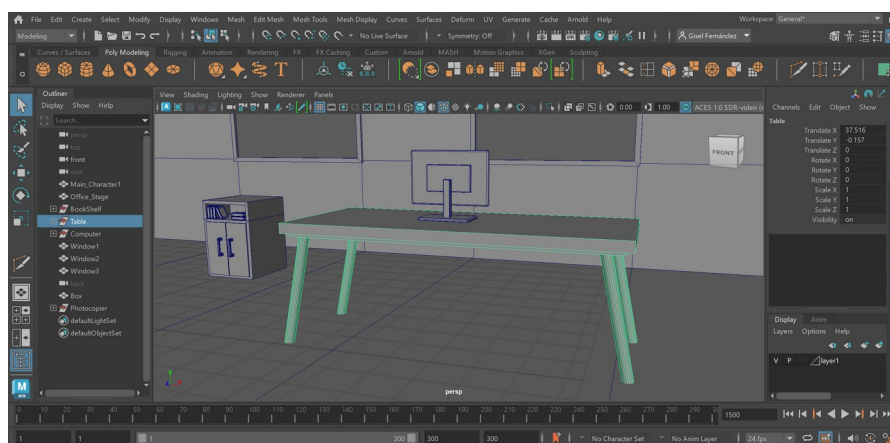 File Edit Create Select Modify Display Windows Mesh Edit Mesh Mesh Tools Mesh Display Curves Surfaces Deform UV Generate Cache Arnold Help Workspace: General*
Modeling No Live Surface Symmetry: Off Gisel Fernández
Curves / Surfaces Poly Modeling Rigging Animation Rendering FX FX Caching Custom Arnold MASH Motion Graphics XGen Sculpting
Outliner
Display Show Help
Search...
persp
top
front
side
Main_Character1
Office_Stage
BookShelf
Table
Computer
Window1
Window2
Window3
back
Box
Photocopier
defaultLightSet
defaultObjectSet
View Shading Lighting Show Renderer Panels
0.00 1.00 ACES 1.0 SDR-video
FRONT
persp
Channels Edit Object Show
Table
Translate X 37.516
Translate Y -0.157
Translate Z 0
Rotate X 0
Rotate Y 0
Rotate Z 0
Scale X 1
Scale Y 1
Scale Z 1
Visibility on
Display Anim
Layers Options Help
V P layer1
0 10 20 30 40 50 60 70 80 90 100 110 120 130 140 150 160 170 180 190 200 210 220 230 240 250 260 270 280 290 1500
1 1 1 300 300 300 No Character Set No Anim Layer 24 fps